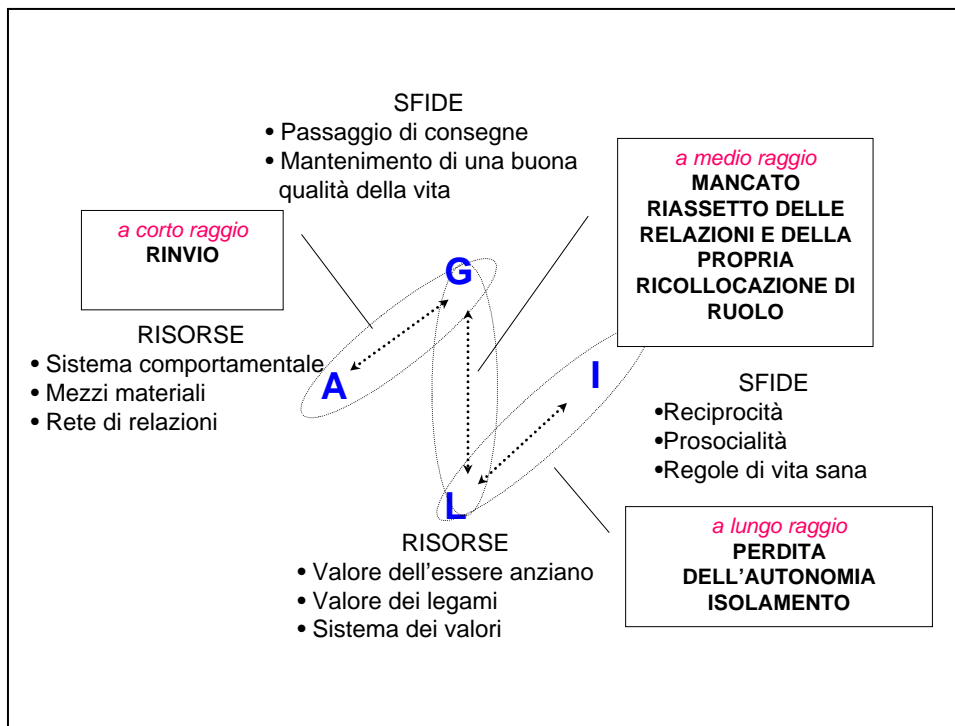 SFIDE
• Passaggio di consegne
• Mantenimento di una buona
qualità della vita
a corto raggio
RINVIO
a medio raggio
MANCATO
RIASSETTO DELLE
RELAZIONI E DELLA
PROPRIA
RICOLLOCAZIONE DI
RUOLO
G
RISORSE
• Sistema comportamentale
• Mezzi materiali
• Rete di relazioni
A
I
SFIDE
•Reciprocità
•Prosocialità
•Regole di vita sana
L
RISORSE
• Valore dell'essere anziano
• Valore dei legami
• Sistema dei valori
a lungo raggio
PERDITA
DELL'AUTONOMIA
ISOLAMENTO